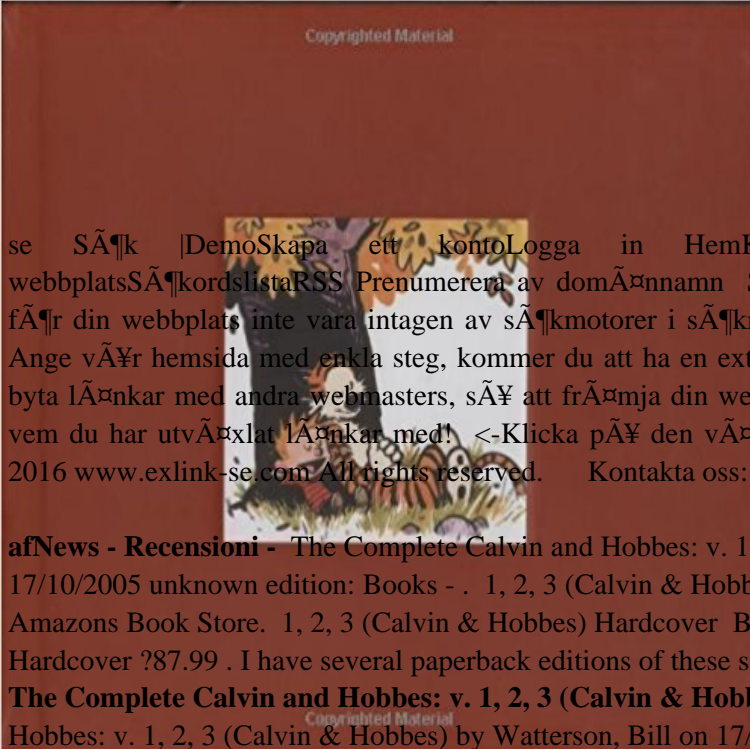 Copyrighted Material
se SÃ¶k |DemoSkapa ett kontoLogga in HemK
webbplatsSÃ¶kordslistaRSS Prenumerera av domÃ¤nnamn S
fÃ¶r din webbplats inte vara intagen av sÃ¶kmotorer i sÃ¶k
Ange vÃ¥r hemsida med enkla steg, kommer du att ha en ext
byta lÃ¤nkar med andra webmasters, sÃ¥ att frÃ¤mja din we
vem du har utvÃ¤xlat lÃ¤nkar med! <-Klicka pÃ¥ den vÃ¤
2016 www.exlink-se.com All rights reserved. Kontakta oss:
afNews - Recensioni - The Complete Calvin and Hobbes: v. 1
17/10/2005 unknown edition: Books - . 1, 2, 3 (Calvin & Hobb
Amazons Book Store. 1, 2, 3 (Calvin & Hobbes) Hardcover B
Hardcover ?87.99 . I have several paperback editions of these s
The Complete Calvin and Hobbes: v. 1, 2, 3 (Calvin & Hobb
Copyrighted Material
Hobbes: v. 1, 2, 3 (Calvin & Hobbes) by Watterson, Bill on 17/